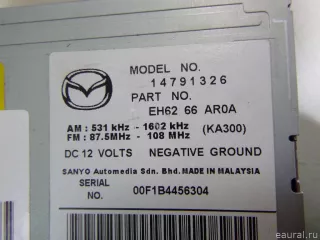 MODEL NO.
14791326
PART NO.
EH62 66 AR0A
AM : 531 kHz - 1602 kHz (KA300)
FM : 87.5MHz - 108 MHz
DC 12 VOLTS NEGATIVE GROUND
SANYO Automedia Sdn. Bhd. MADE IN MALAYSIA
SERIAL NO. 00F1B4456304
eaural.ru